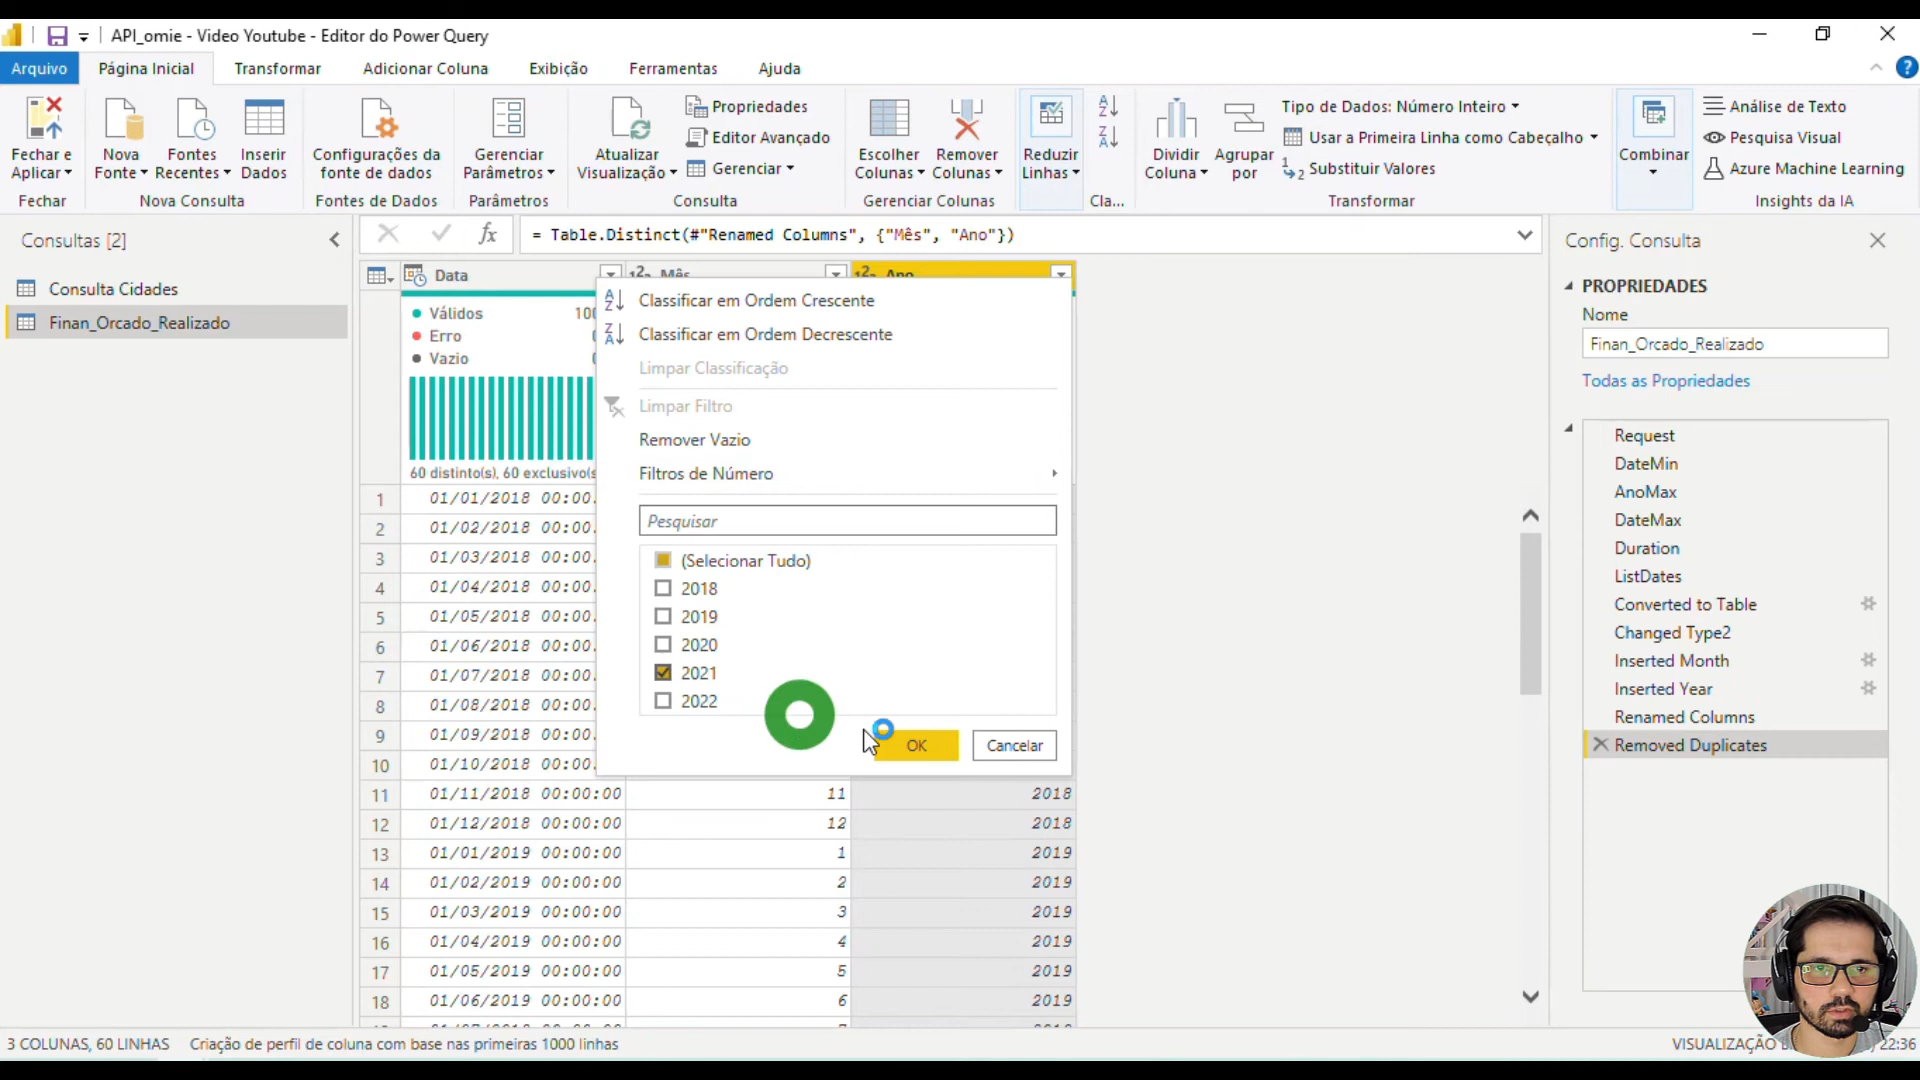 API_omie - Video Youtube - Editor do Power Query
Arquivo
Página Inicial
Transformar
Adicionar Coluna
Exibição
Ferramentas
Ajuda
?
Fechar e
Aplicar
Nova
Fonte
Fontes
Recentes
Inserir
Dados
Configurações da
fonte de dados
Gerenciar
Parâmetros
Atualizar
Visualização
Propriedades
Editor Avançado
Gerenciar
Escolher
Colunas
Remover
Colunas
Reduzir
Linhas
Dividir
Coluna
Agrupar
por
Tipo de Dados: Número Inteiro
Usar a Primeira Linha como Cabeçalho
Substituir Valores
Combinar
Análise de Texto
Pesquisa Visual
Azure Machine Learning
Fechar
Nova Consulta
Fontes de Dados
Parâmetros
Consulta
Gerenciar Colunas
Cla...
Transformar
Insights da IA
Consultas [2]
Consulta Cidades
Finan_Orcado_Realizado
fx
= Table.Distinct(#"Renamed Columns", {"Mês", "Ano"})
Data
Mês
Ano
Válidos
Erro
Vazio
60 distinto(s), 60 exclusivo(s
Classificar em Ordem Crescente
Classificar em Ordem Decrescente
Limpar Classificação
Limpar Filtro
Remover Vazio
Filtros de Número
Pesquisar
(Selecionar Tudo)
2018
2019
2020
2021
2022
OK
Cancelar
1 01/01/2018 00:00
2 01/02/2018 00:00
3 01/03/2018 00:00
4 01/04/2018 00:00
5 01/05/2018 00:00
6 01/06/2018 00:00
7 01/07/2018 00:00
8 01/08/2018 00:00
9 01/09/2018 00:00
10 01/10/2018 00:00
11 01/11/2018 00:00:00 11 2018
12 01/12/2018 00:00:00 12 2018
13 01/01/2019 00:00:00 1 2019
14 01/02/2019 00:00:00 2 2019
15 01/03/2019 00:00:00 3 2019
16 01/04/2019 00:00:00 4 2019
17 01/05/2019 00:00:00 5 2019
18 01/06/2019 00:00:00 6 2019
Config. Consulta
PROPRIEDADES
Nome
Finan_Orcado_Realizado
Todas as Propriedades
Request
DateMin
AnoMax
DateMax
Duration
ListDates
Converted to Table
Changed Type2
Inserted Month
Inserted Year
Renamed Columns
Removed Duplicates
3 COLUNAS, 60 LINHAS
Criação de perfil de coluna com base nas primeiras 1000 linhas
VISUALIZAÇÃO
22:36